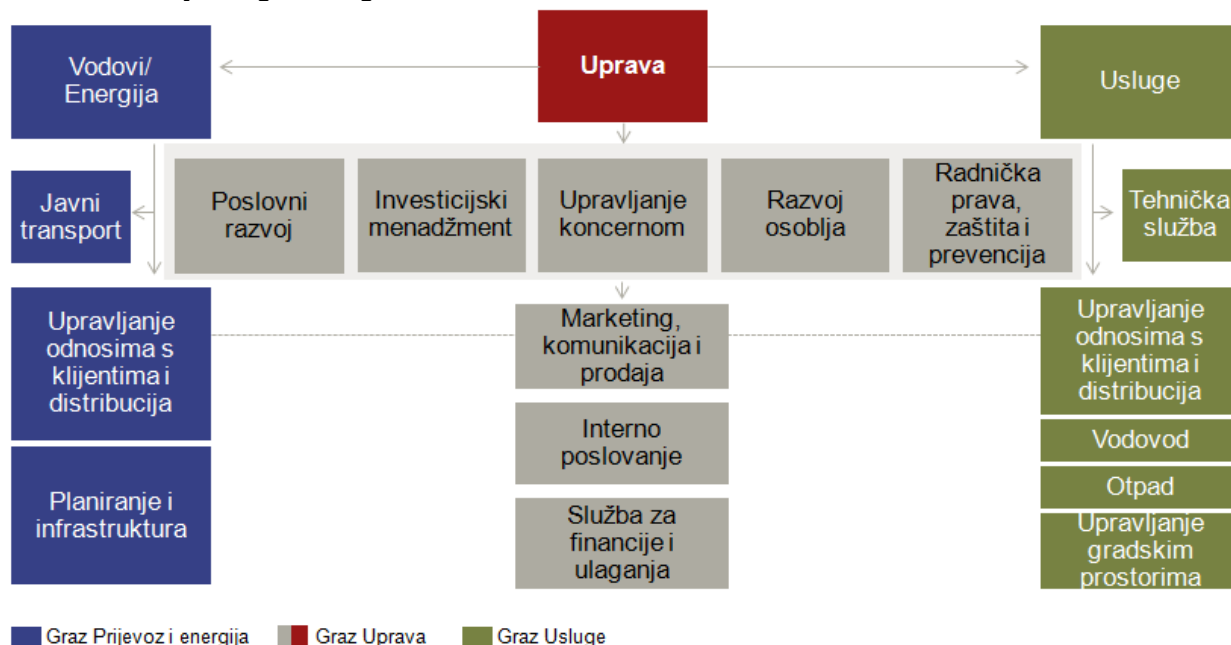 Vodovi/
Energija
Uprava
Usluge
Javni
transport
Poslovni
razvoj
Investicijski
menadžment
Upravljanje
koncernom
Razvoj
osoblja
Radnička
prava,
zaštita i
prevencija
Tehnička
služba
Upravljanje
odnosima s
klijentima i
distribucija
Marketing,
komunikacija i
prodaja
Upravljanje
odnosima s
klijentima i
distribucija
Planiranje i
infrastruktura
Interno
poslovanje
Služba za
financije i
ulaganja
Vodovod
Otpad
Upravljanje
gradskim
prostorima
Graz Prijevoz i energija
Graz Uprava
Graz Usluge